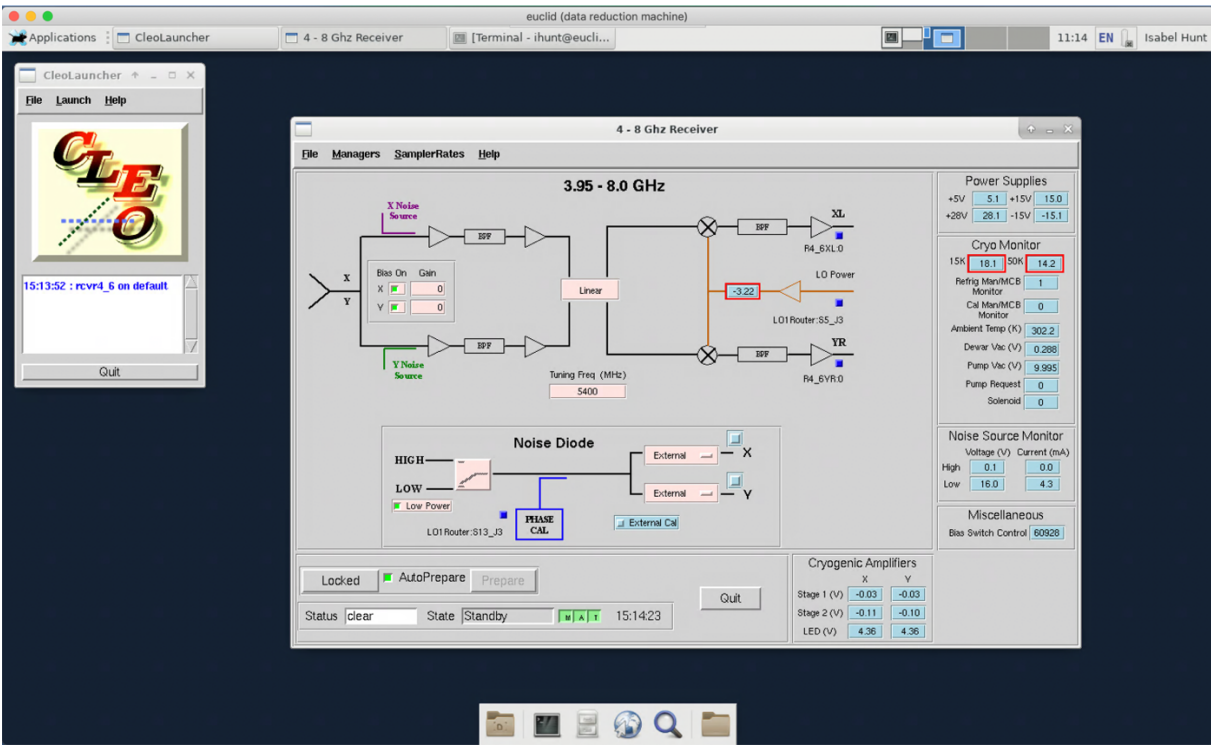 euclid (data reduction machine)
Applications CleoLauncher 4 - 8 Ghz Receiver [Terminal - ihunt@eucli... 11:14 EN Isabel Hunt
CleoLauncher
File Launch Help
CLEO
15:13:52 : rcvr4_6 on default
Quit
4 - 8 Ghz Receiver
File Managers SamplerRates Help
3.95 - 8.0 GHz
X Noise
Source
BPF
BPF
XL
R4_6XL:0
X
Y
Bias On Gain
X 0
Y 0
Linear
-3.22
LO Power
LO1Router:S5_J3
BPF
BPF
YR
R4_6YR:0
Y Noise
Source
Tuning Freq (MHz)
5400
Noise Diode
HIGH
LOW
Low Power
LO1Router:S13_J3
PHASE
CAL
External X
External Y
External Cal
Locked AutoPrepare Prepare
Status clear State Standby M A T 15:14:23
Quit
Power Supplies
+5V 5.1 +15V 15.0
+28V 28.1 -15V -15.1
Cryo Monitor
15K 18.1 50K 14.2
Refrig Man/MCB
Monitor 1
Cal Man/MCB
Monitor 0
Ambient Temp (K) 302.2
Dewar Vac (V) 0.288
Pump Vac (V) 9.995
Pump Request 0
Solenoid 0
Noise Source Monitor
Voltage (V) Current (mA)
High 0.1 0.0
Low 16.0 4.3
Miscellaneous
Bias Switch Control 60928
Cryogenic Amplifiers
X Y
Stage 1 (V) -0.03 -0.03
Stage 2 (V) -0.11 -0.10
LED (V) 4.36 4.36